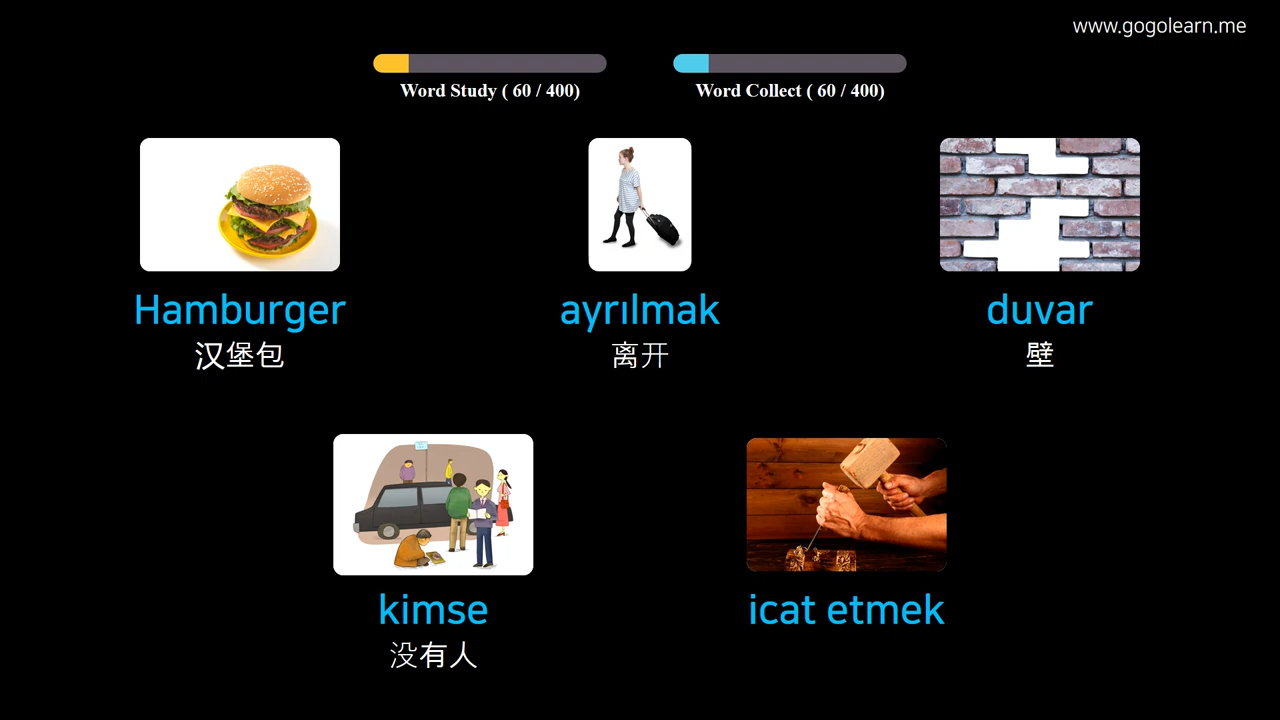 www.gogolearn.me
Word Study ( 60 / 400)
Word Collect ( 60 / 400)
Hamburger
汉堡包
ayrılmak
离开
duvar
壁
kimse
没有人
icat etmek